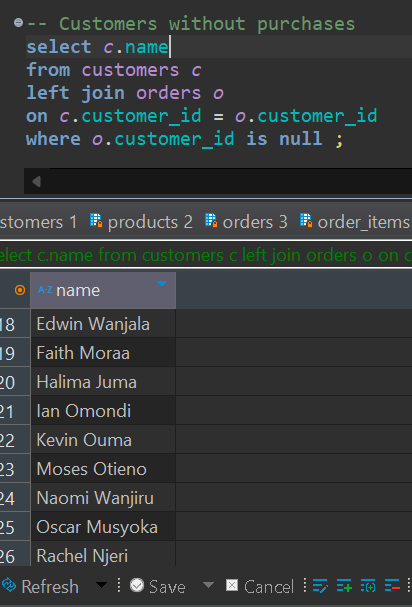 -- Customers without purchases
select c.name
from customers c
left join orders o
on c.customer_id = o.customer_id
where o.customer_id is null ;
stomers 1 products 2 orders 3 order_items
elect c.name from customers c left join orders o on c
A-Z name
18 Edwin Wanjala
19 Faith Moraa
20 Halima Juma
21 Ian Omondi
22 Kevin Ouma
23 Moses Otieno
24 Naomi Wanjiru
25 Oscar Musyoka
26 Rachel Njeri
Refresh Save Cancel